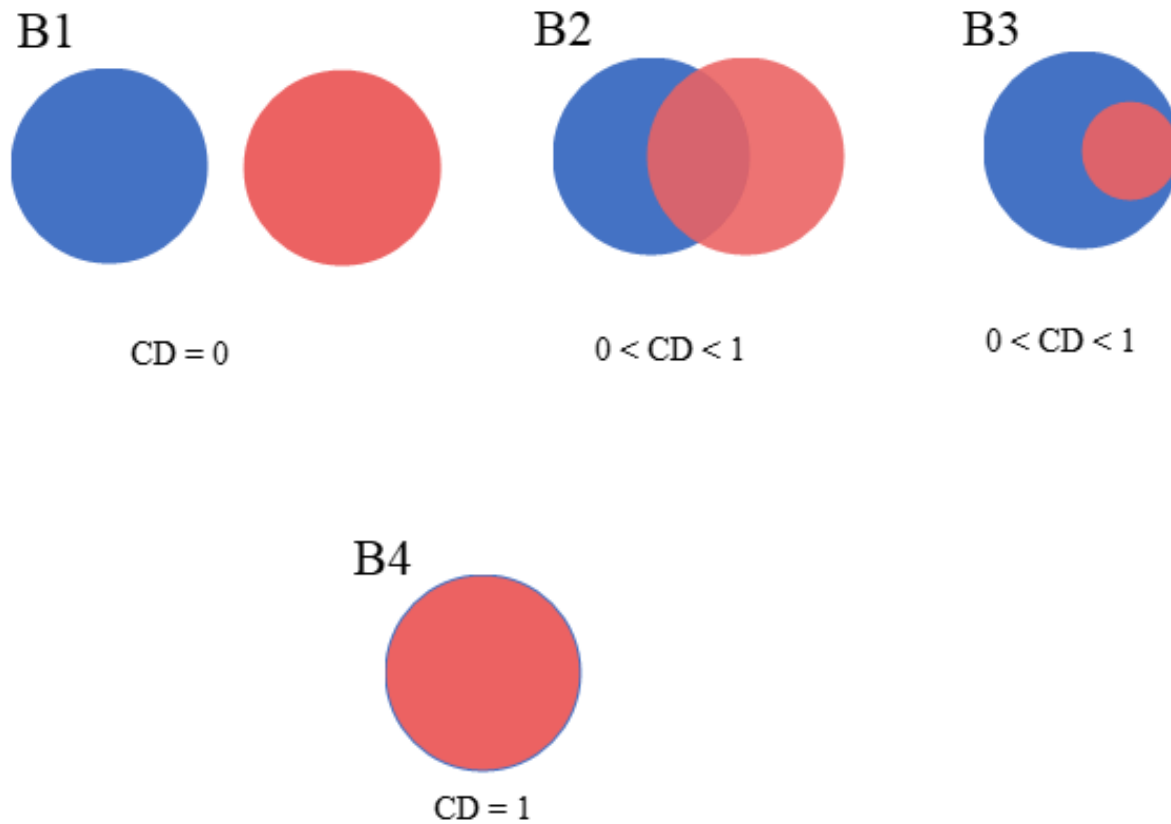 B1
B2
B3
CD = 0
0 < CD < 1
0 < CD < 1
B4
CD = 1